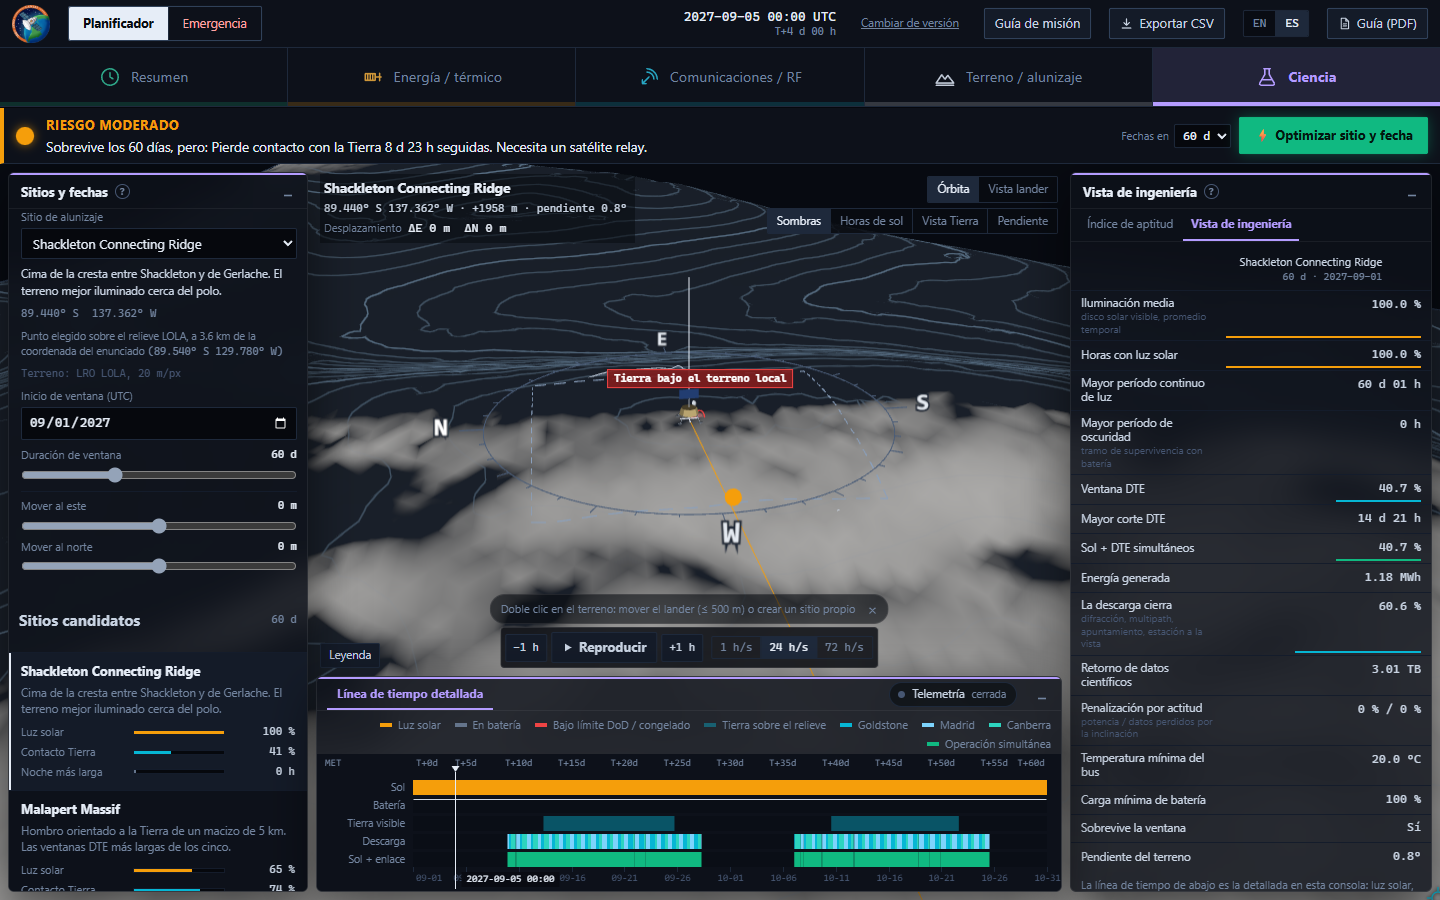 Planificador
Emergencia
2027-09-05 00:00 UTC
T+4 d 00 h
Cambiar de versión
Guía de misión
Exportar CSV
EN
ES
Guía (PDF)
Resumen
Energía / térmico
Comunicaciones / RF
Terreno / alunizaje
Ciencia
RIESGO MODERADO
Sobrevive los 60 días, pero: Pierde contacto con la Tierra 8 d 23 h seguidas. Necesita un satélite relay.
Fechas en
60 d
Optimizar sitio y fecha
Sitios y fechas ?
Sitio de alunizaje
Shackleton Connecting Ridge
Cima de la cresta entre Shackleton y de Gerlache. El
terreno mejor iluminado cerca del polo.
89.440° S 137.362° W
Punto elegido sobre el relieve LOLA, a 3.6 km de la
coordenada del enunciado (89.540° S 129.780° W)
Terreno: LRO LOLA, 20 m/px
Inicio de ventana (UTC)
09/01/2027
Duración de ventana 60 d
Mover al este 0 m
Mover al norte 0 m
Sitios candidatos 60 d
Shackleton Connecting Ridge
Cima de la cresta entre Shackleton y de Gerlache. El
terreno mejor iluminado cerca del polo.
Luz solar 100 %
Contacto Tierra 41 %
Noche más larga 0 h
Malapert Massif
Hombro orientado a la Tierra de un macizo de 5 km.
Las ventanas DTE más largas de los cinco.
Luz solar 65 %
Contacto Tierra 74 %
Shackleton Connecting Ridge
89.440° S 137.362° W · +1958 m · pendiente 0.8°
Desplazamiento ΔE 0 m ΔN 0 m
Órbita
Vista lander
Sombras
Horas de sol
Vista Tierra
Pendiente
E
Tierra bajo el terreno local
N
S
W
Doble clic en el terreno: mover el lander (≤ 500 m) o crear un sitio propio ×
Leyenda
−1 h
Reproducir
+1 h
1 h/s
24 h/s
72 h/s
Línea de tiempo detallada
Telemetría cerrada
Luz solar
En batería
Bajo límite DoD / congelado
Tierra sobre el relieve
Goldstone
Madrid
Canberra
Operación simultánea
MET T+0d T+5d T+10d T+15d T+20d T+25d T+30d T+35d T+40d T+45d T+50d T+55d T+60d
Sol
Batería
Tierra visible
Descarga
Sol + enlace
09-01 2027-09-05 00:00 09-16 09-21 09-26 10-01 10-06 10-11 10-16 10-21 10-26 10-31
Vista de ingeniería ?
Índice de aptitud
Vista de ingeniería
Shackleton Connecting Ridge
60 d · 2027-09-01
Iluminación media 100.0 %
disco solar visible, promedio
temporal
Horas con luz solar 100.0 %
Mayor período continuo
de luz 60 d 01 h
Mayor período de
oscuridad 0 h
tramo de supervivencia con
batería
Ventana DTE 40.7 %
Mayor corte DTE 14 d 21 h
Sol + DTE simultáneos 40.7 %
Energía generada 1.18 MWh
La descarga cierra 60.6 %
difracción, multipath,
apuntamiento, estación a la
vista
Retorno de datos
científicos 3.01 TB
Penalización por actitud 0 % / 0 %
potencia / datos perdidos por
la inclinación
Temperatura mínima del
bus 20.0 °C
Carga mínima de batería 100 %
Sobrevive la ventana Sí
Pendiente del terreno 0.8°
La línea de tiempo de abajo es la detallada en esta consola: luz solar,